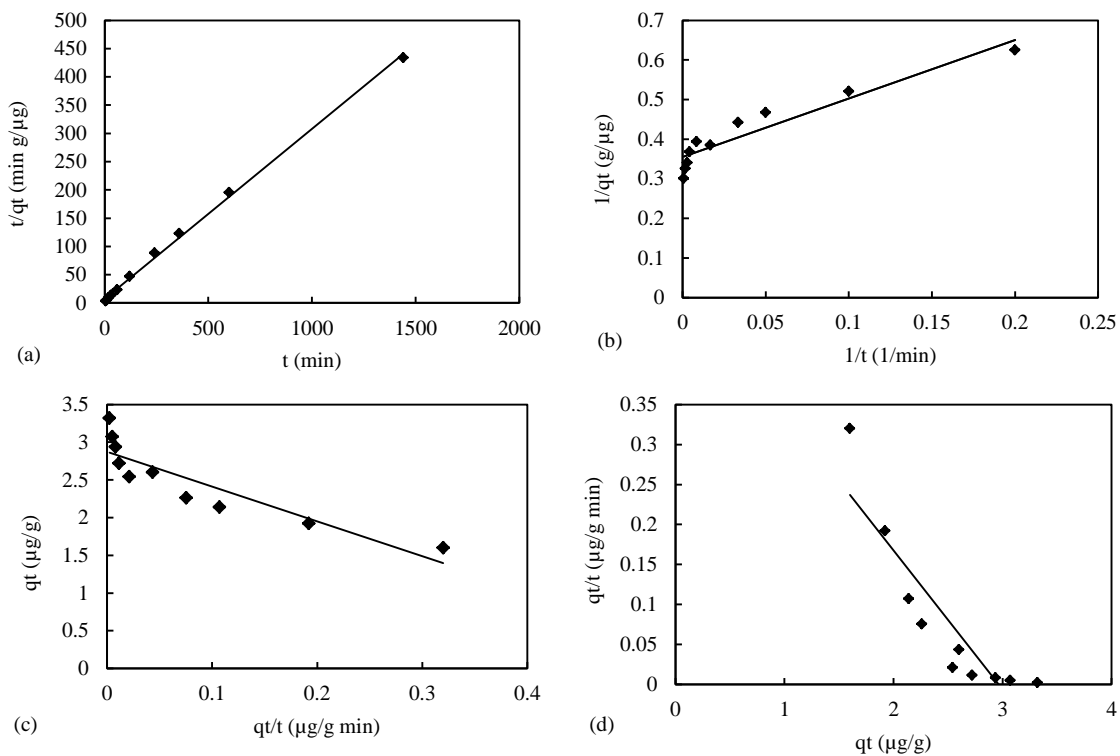 500
450
400
350
300
250
200
150
100
50
0
t/qt (min g/µg)
0 500 1000 1500 2000
t (min)
(a)
0.7
0.6
0.5
0.4
0.3
0.2
0.1
0
1/qt (g/µg)
0 0.05 0.1 0.15 0.2 0.25
1/t (1/min)
(b)
3.5
3
2.5
2
1.5
1
0.5
0
qt (µg/g)
0 0.1 0.2 0.3 0.4
qt/t (µg/g min)
(c)
0.35
0.3
0.25
0.2
0.15
0.1
0.05
0
qt/t (µg/g min)
0 1 2 3 4
qt (µg/g)
(d)